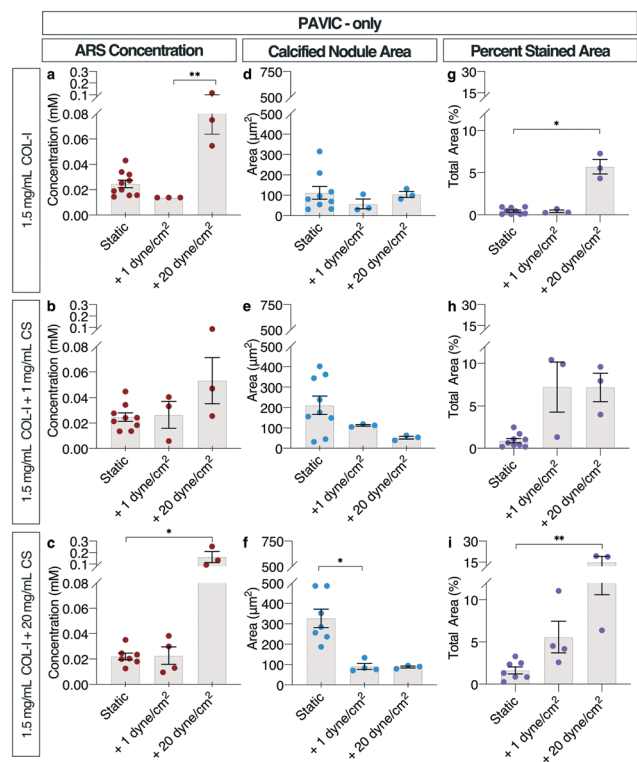 PAVIC - only
ARS Concentration
Calcified Nodule Area
Percent Stained Area
1.5 mg/mL COL-I
a
Concentration (mM)
0.3
0.2
0.1
0.08
0.06
0.04
0.02
0.00
**
Static
+ 1 dyne/cm²
+ 20 dyne/cm²
d
Area (µm²)
750
500
400
300
200
100
0
Static
+ 1 dyne/cm²
+ 20 dyne/cm²
g
Total Area (%)
30
15
10
5
0
*
Static
+ 1 dyne/cm²
+ 20 dyne/cm²
1.5 mg/mL COL-I + 1 mg/mL CS
b
Concentration (mM)
0.3
0.2
0.1
0.08
0.06
0.04
0.02
0.00
Static
+ 1 dyne/cm²
+ 20 dyne/cm²
e
Area (µm²)
750
500
400
300
200
100
0
Static
+ 1 dyne/cm²
+ 20 dyne/cm²
h
Total Area (%)
30
15
10
5
0
Static
+ 1 dyne/cm²
+ 20 dyne/cm²
1.5 mg/mL COL-I + 20 mg/mL CS
c
Concentration (mM)
0.3
0.2
0.1
0.08
0.06
0.04
0.02
0.00
*
Static
+ 1 dyne/cm²
+ 20 dyne/cm²
f
Area (µm²)
750
500
400
300
200
100
0
*
Static
+ 1 dyne/cm²
+ 20 dyne/cm²
i
Total Area (%)
30
15
10
5
0
**
Static
+ 1 dyne/cm²
+ 20 dyne/cm²